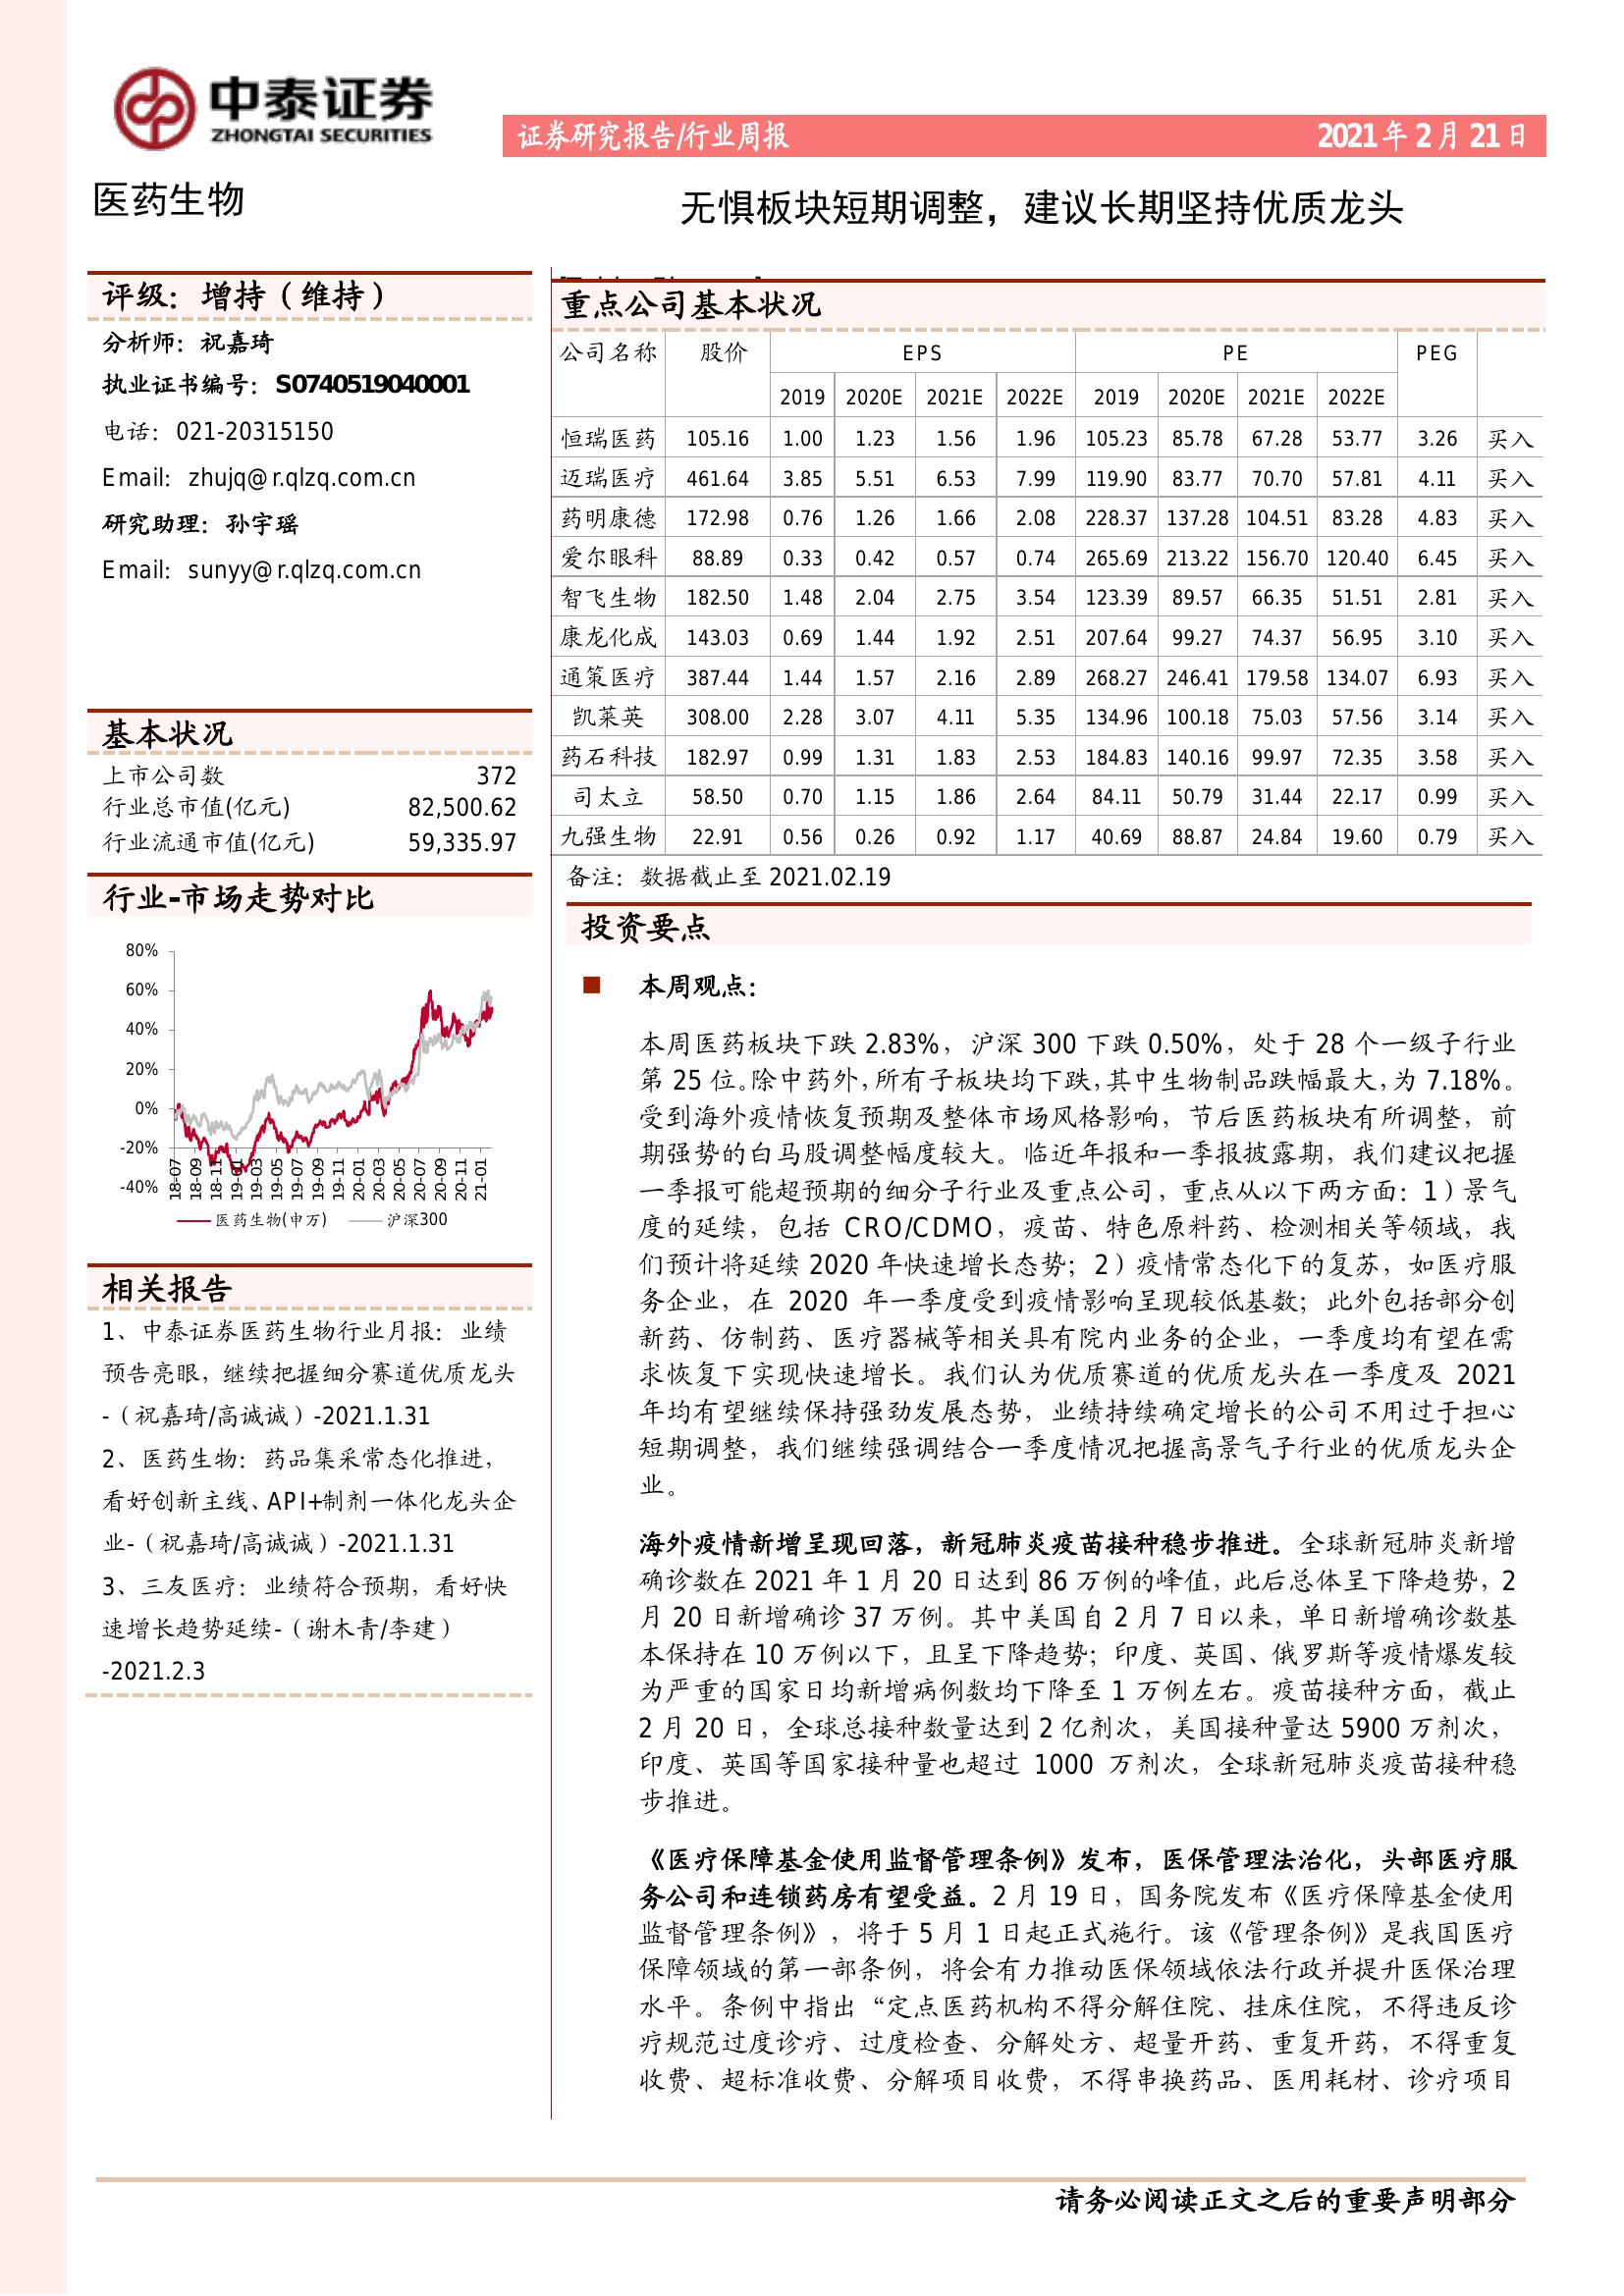 中泰证券
ZHONGTAI SECURITIES
证券研究报告/行业周报 2021年2月21日
医药生物
无惧板块短期调整，建议长期坚持优质龙头
评级：增持（维持）
分析师：祝嘉琦
执业证书编号：S0740519040001
电话：021-20315150
Email：zhujq@r.qlzq.com.cn
研究助理：孙宇瑶
Email：sunyy@r.qlzq.com.cn
基本状况
上市公司数 372
行业总市值(亿元) 82,500.62
行业流通市值(亿元) 59,335.97
行业-市场走势对比
80%
60%
40%
20%
0%
-20%
-40%
18-07 18-09 18-11 19-01 19-03 19-05 19-07 19-09 19-11 20-01 20-03 20-05 20-07 20-09 20-11 21-01
医药生物(申万) 沪深300
相关报告
1、中泰证券医药生物行业月报：业绩
预告亮眼，继续把握细分赛道优质龙头
-（祝嘉琦/高诚诚）-2021.1.31
2、医药生物：药品集采常态化推进，
看好创新主线、API+制剂一体化龙头企
业-（祝嘉琦/高诚诚）-2021.1.31
3、三友医疗：业绩符合预期，看好快
速增长趋势延续-（谢木青/李建）
-2021.2.3
重点公司基本状况
公司名称 股价 EPS PE PEG
2019 2020E 2021E 2022E 2019 2020E 2021E 2022E
恒瑞医药 105.16 1.00 1.23 1.56 1.96 105.23 85.78 67.28 53.77 3.26 买入
迈瑞医疗 461.64 3.85 5.51 6.53 7.99 119.90 83.77 70.70 57.81 4.11 买入
药明康德 172.98 0.76 1.26 1.66 2.08 228.37 137.28 104.51 83.28 4.83 买入
爱尔眼科 88.89 0.33 0.42 0.57 0.74 265.69 213.22 156.70 120.40 6.45 买入
智飞生物 182.50 1.48 2.04 2.75 3.54 123.39 89.57 66.35 51.51 2.81 买入
康龙化成 143.03 0.69 1.44 1.92 2.51 207.64 99.27 74.37 56.95 3.10 买入
通策医疗 387.44 1.44 1.57 2.16 2.89 268.27 246.41 179.58 134.07 6.93 买入
凯莱英 308.00 2.28 3.07 4.11 5.35 134.96 100.18 75.03 57.56 3.14 买入
药石科技 182.97 0.99 1.31 1.83 2.53 184.83 140.16 99.97 72.35 3.58 买入
司太立 58.50 0.70 1.15 1.86 2.64 84.11 50.79 31.44 22.17 0.99 买入
九强生物 22.91 0.56 0.26 0.92 1.17 40.69 88.87 24.84 19.60 0.79 买入
备注：数据截止至 2021.02.19
投资要点
■ 本周观点：
本周医药板块下跌 2.83%，沪深 300 下跌 0.50%，处于 28 个一级子行业
第 25 位。除中药外，所有子板块均下跌，其中生物制品跌幅最大，为 7.18%。
受到海外疫情恢复预期及整体市场风格影响，节后医药板块有所调整，前
期强势的白马股调整幅度较大。临近年报和一季报披露期，我们建议把握
一季报可能超预期的细分子行业及重点公司，重点从以下两方面：1）景气
度的延续，包括 CRO/CDMO，疫苗、特色原料药、检测相关等领域，我
们预计将延续 2020 年快速增长态势；2）疫情常态化下的复苏，如医疗服
务企业，在 2020 年一季度受到疫情影响呈现较低基数；此外包括部分创
新药、仿制药、医疗器械等相关具有院内业务的企业，一季度均有望在需
求恢复下实现快速增长。我们认为优质赛道的优质龙头在一季度及 2021
年均有望继续保持强劲发展态势，业绩持续确定增长的公司不用过于担心
短期调整，我们继续强调结合一季度情况把握高景气子行业的优质龙头企
业。
海外疫情新增呈现回落，新冠肺炎疫苗接种稳步推进。全球新冠肺炎新增
确诊数在 2021 年 1 月 20 日达到 86 万例的峰值，此后总体呈下降趋势，2
月 20 日新增确诊 37 万例。其中美国自 2 月 7 日以来，单日新增确诊数基
本保持在 10 万例以下，且呈下降趋势；印度、英国、俄罗斯等疫情爆发较
为严重的国家日均新增病例数均下降至 1 万例左右。疫苗接种方面，截止
2 月 20 日，全球总接种数量达到 2 亿剂次，美国接种量达 5900 万剂次，
印度、英国等国家接种量也超过 1000 万剂次，全球新冠肺炎疫苗接种稳
步推进。
《医疗保障基金使用监督管理条例》发布，医保管理法治化，头部医疗服
务公司和连锁药房有望受益。2 月 19 日，国务院发布《医疗保障基金使用
监督管理条例》，将于 5 月 1 日起正式施行。该《管理条例》是我国医疗
保障领域的第一部条例，将会有力推动医保领域依法行政并提升医保治理
水平。条例中指出“定点医药机构不得分解住院、挂床住院，不得违反诊
疗规范过度诊疗、过度检查、分解处方、超量开药、重复开药，不得重复
收费、超标准收费、分解项目收费，不得串换药品、医用耗材、诊疗项目
请务必阅读正文之后的重要声明部分